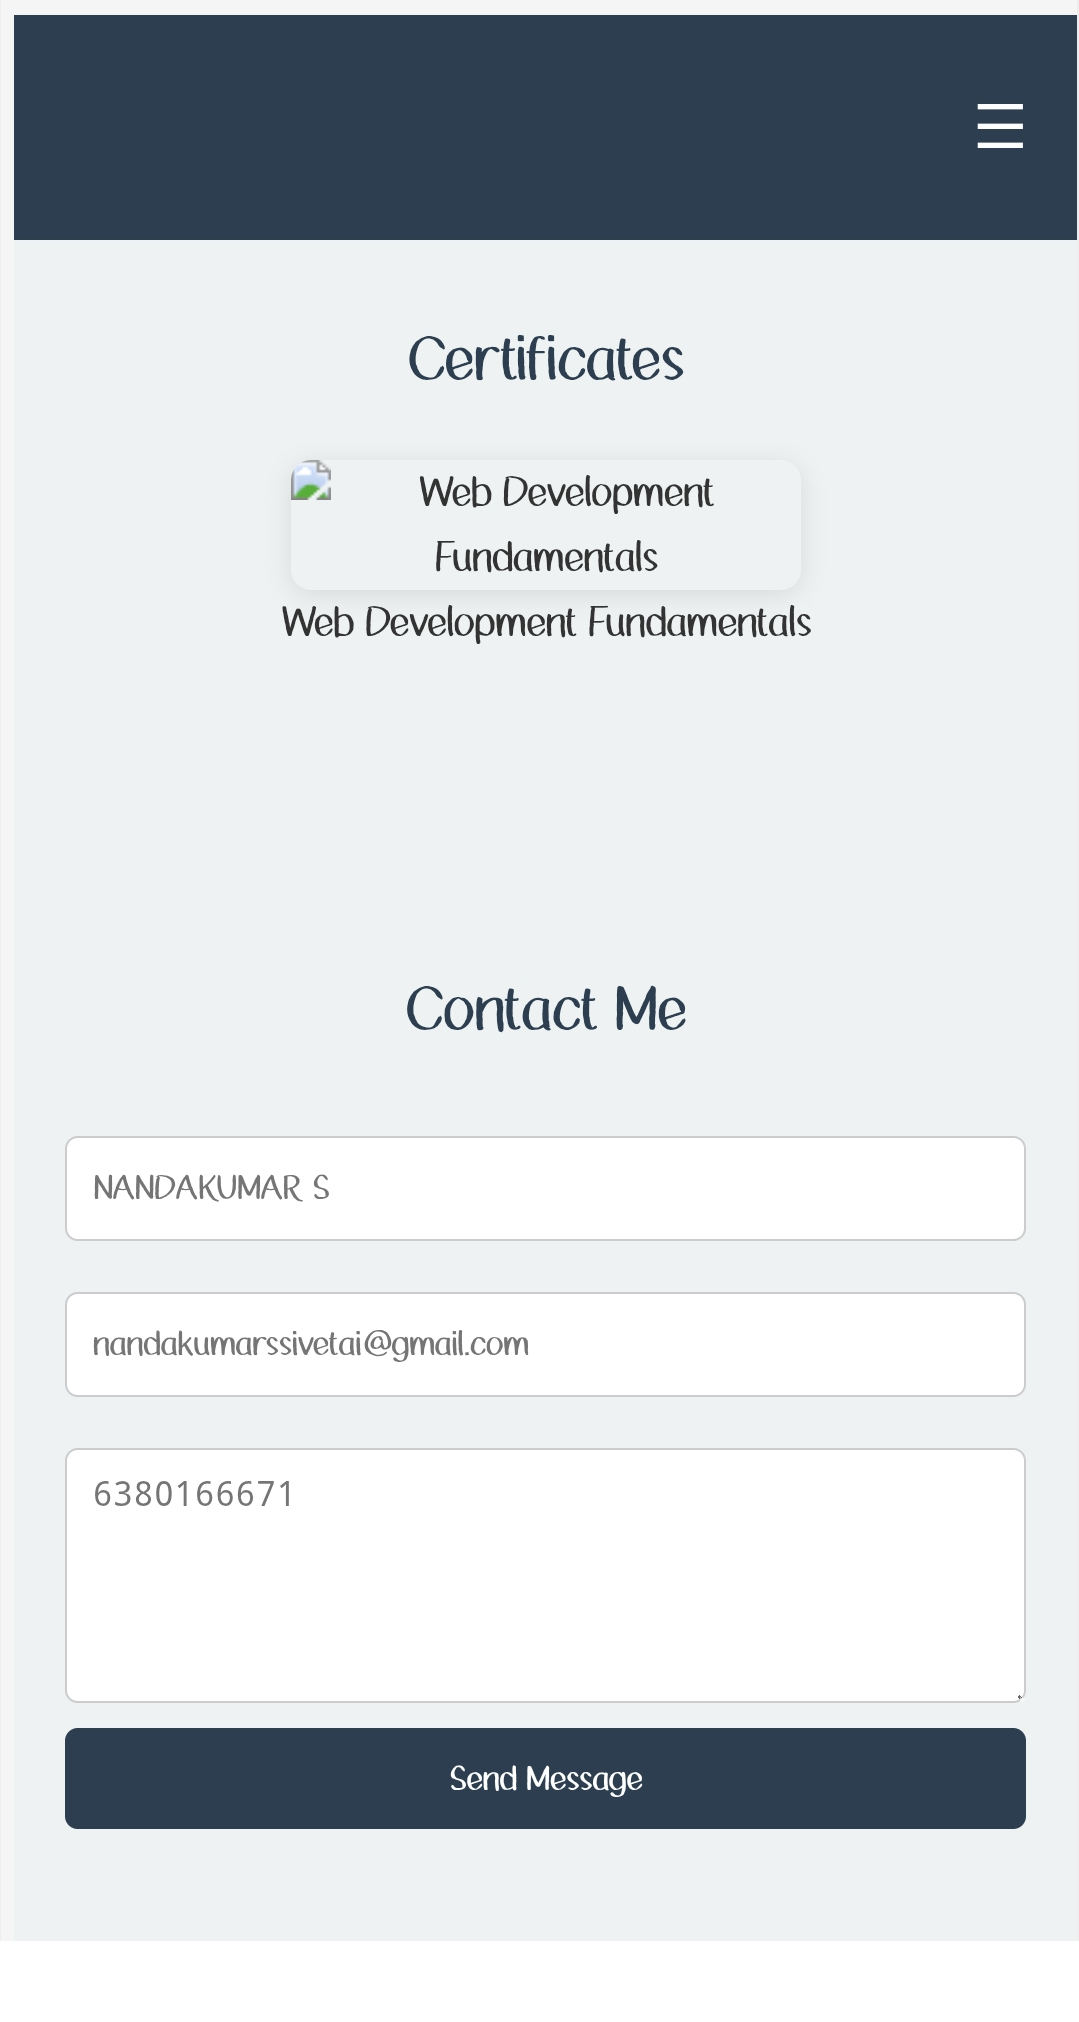 Certificates
Web Development
Fundamentals
Web Development Fundamentals
Contact Me
NANDAKUMAR S
nandakumarssivetai@gmail.com
6380166671
Send Message